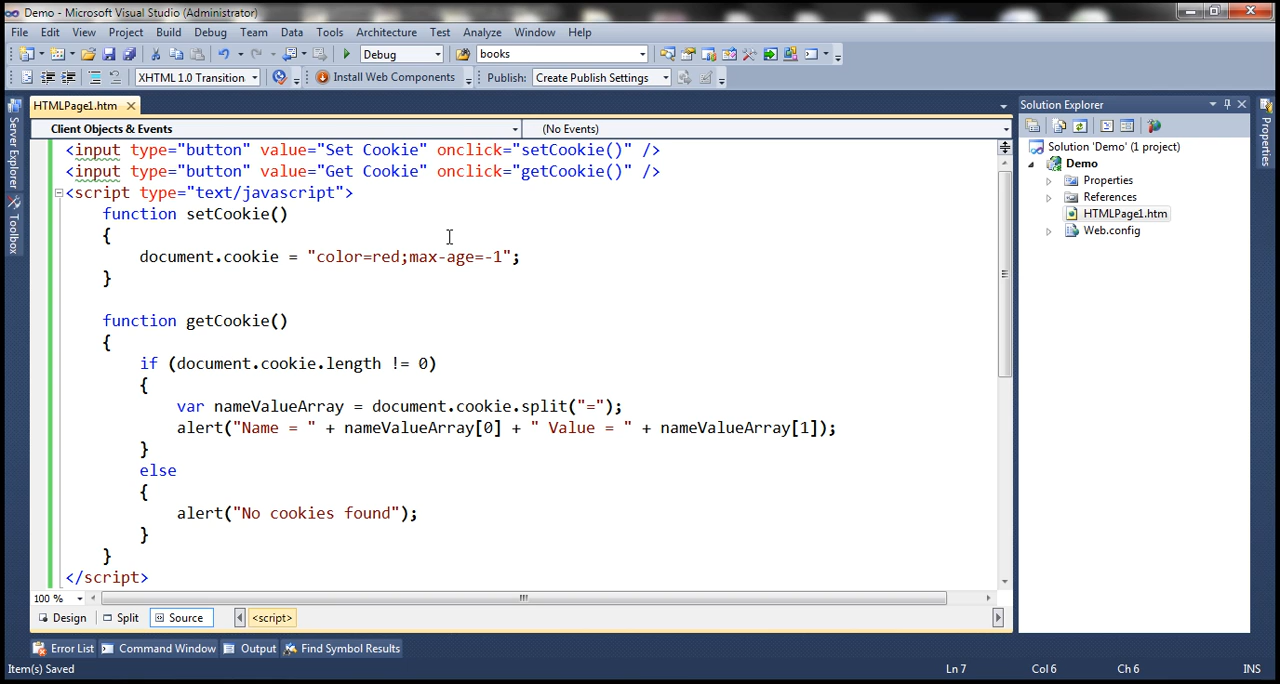 Demo - Microsoft Visual Studio (Administrator)
File Edit View Project Build Debug Team Data Tools Architecture Test Analyze Window Help
Debug books
XHTML 1.0 Transition Install Web Components Publish: Create Publish Settings
HTMLPage1.htm
Client Objects & Events (No Events)
<input type="button" value="Set Cookie" onclick="setCookie()" />
<input type="button" value="Get Cookie" onclick="getCookie()" />
<script type="text/javascript">
function setCookie()
{
document.cookie = "color=red;max-age=-1";
}
function getCookie()
{
if (document.cookie.length != 0)
{
var nameValueArray = document.cookie.split("=");
alert("Name = " + nameValueArray[0] + " Value = " + nameValueArray[1]);
}
else
{
alert("No cookies found");
}
}
</script>
100 %
Design Split Source <script>
Error List Command Window Output Find Symbol Results
Item(s) Saved Ln 7 Col 6 Ch 6 INS
Server Explorer
Toolbox
Solution Explorer
Solution 'Demo' (1 project)
Demo
Properties
References
HTMLPage1.htm
Web.config
Properties